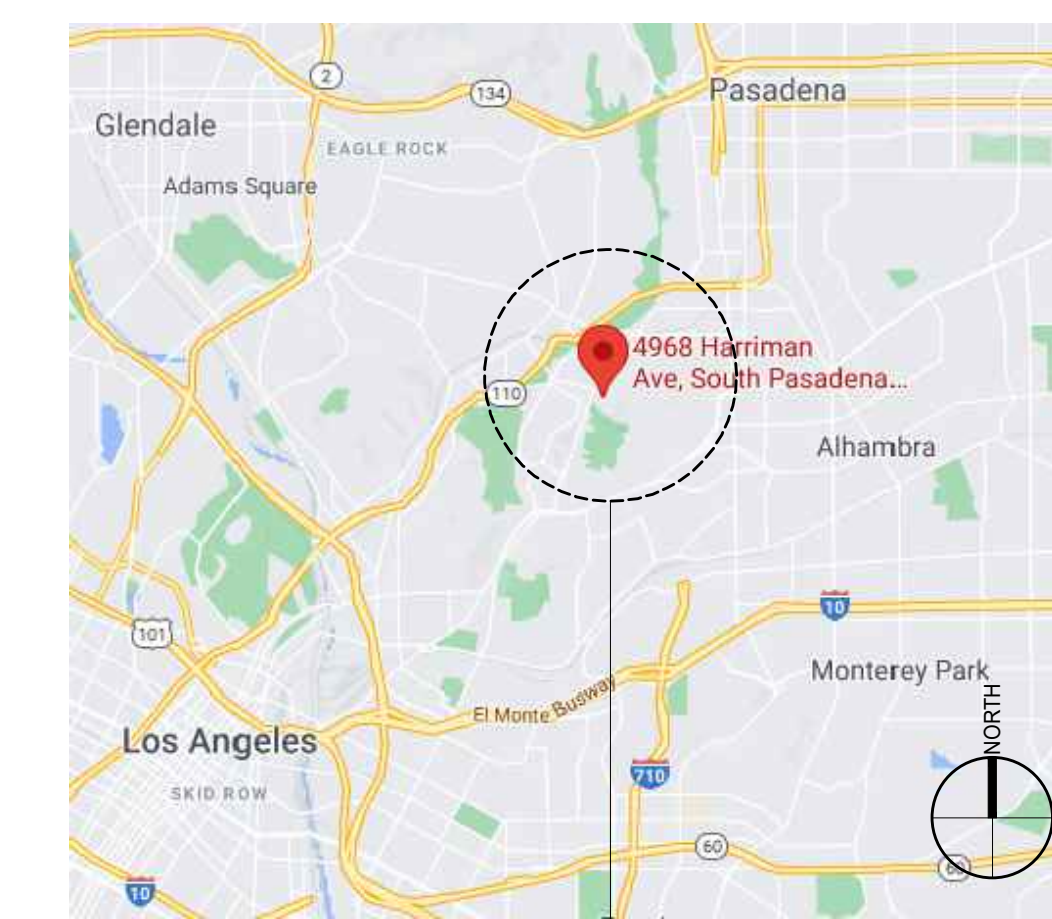 2
134
Pasadena
Glendale
EAGLE ROCK
Adams Square
4968 Harriman
Ave, South Pasadena...
110
Alhambra
10
101
Monterey Park
NORTH
El Monte Busway
Los Angeles
710
SKID ROW
60
60
10